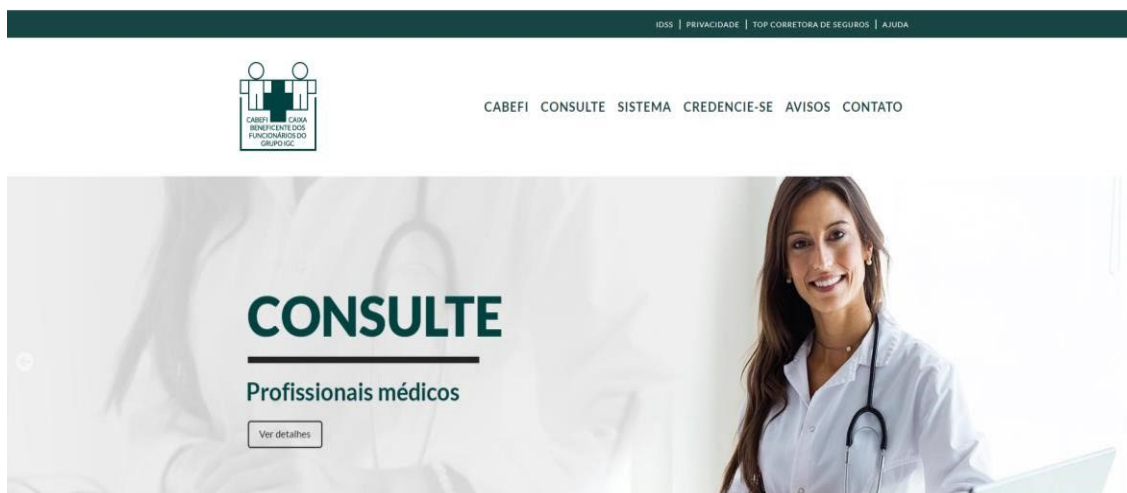 IDSS | PRIVACIDADE | TOP CORRETORA DE SEGUROS | AJUDA
CABEFI CAIXA
BENEFICENTE DOS
FUNCIONÁRIOS DO
GRUPO IGC
CABEFI CONSULTE SISTEMA CREDENCIE-SE AVISOS CONTATO
CONSULTE
Profissionais médicos
Ver detalhes